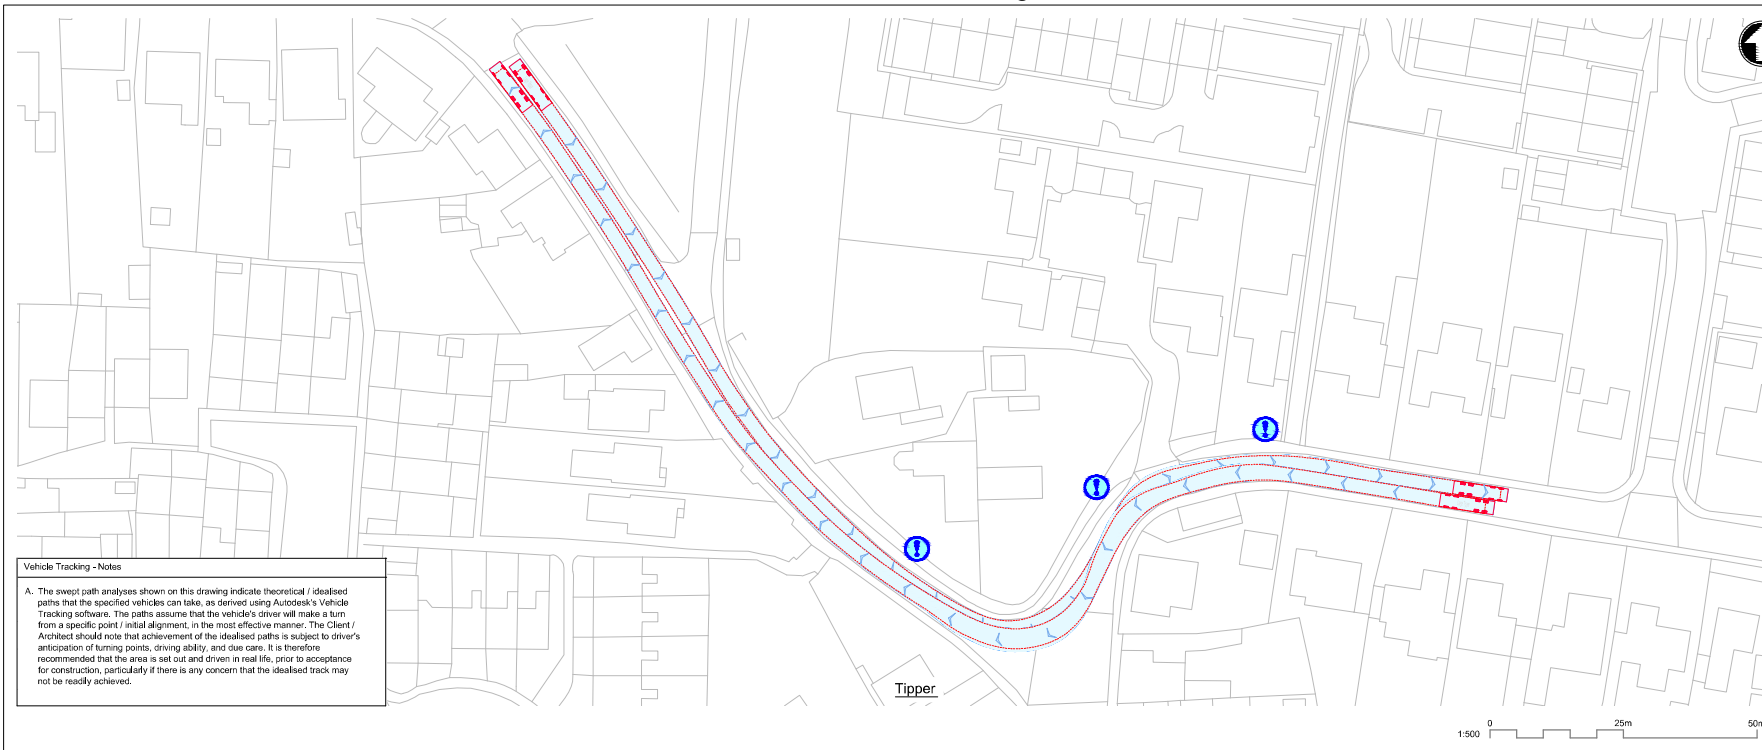 Vehicle Tracking - Notes
A. The swept path analyses shown on this drawing indicate theoretical / idealised
paths that the specified vehicles can take, as derived using Autodesk's Vehicle
Tracking software. The paths assume that the vehicle's driver will make a turn
from a specific point / initial alignment, in the most effective manner. The Client /
Architect should note that achievement of the idealised paths is subject to driver's
anticipation of turning points, driving ability, and due care. It is therefore
recommended that the area is set out and driven in real life, prior to acceptance
for construction, particularly if there is any concern that the idealised track may
not be readily achieved.
Tipper
1:500
0 25m 50m